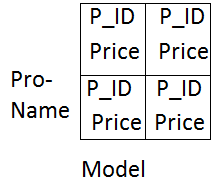 P_ID P_ID
Price Price
Pro-
Name
P_ID P_ID
Price Price
Model